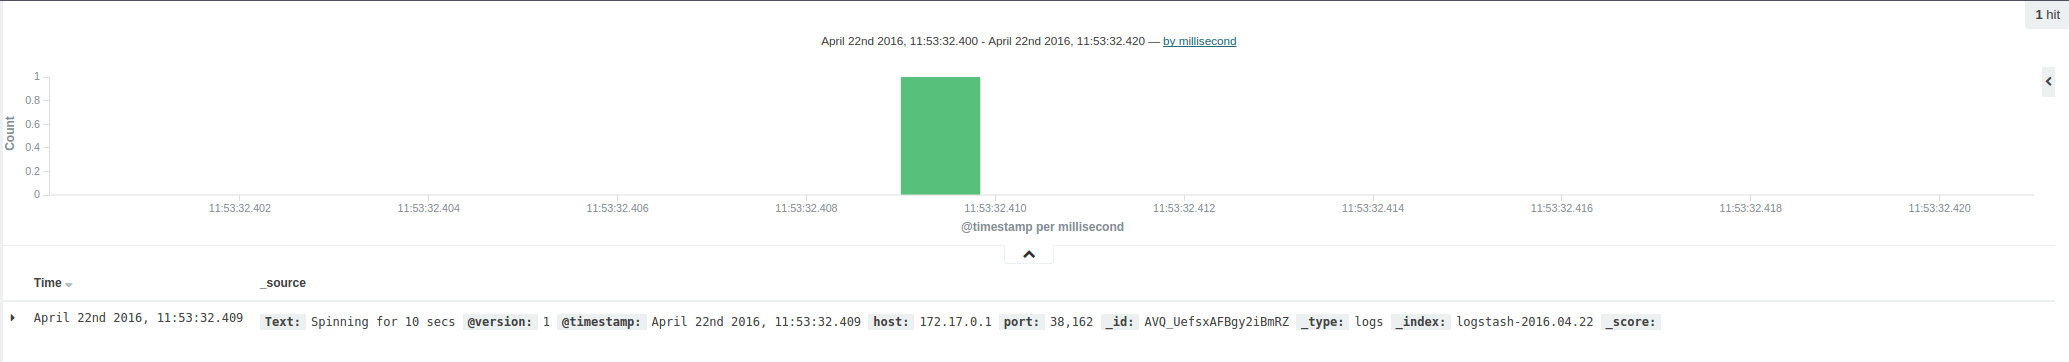 1 hit
April 22nd 2016, 11:53:32.400 - April 22nd 2016, 11:53:32.420 — by millisecond
1
0.8
0.6
0.4
0.2
0
Count
11:53:32.402 11:53:32.404 11:53:32.406 11:53:32.408 11:53:32.410 11:53:32.412 11:53:32.414 11:53:32.416 11:53:32.418 11:53:32.420
@timestamp per millisecond
Time _source
April 22nd 2016, 11:53:32.409 Text: Spinning for 10 secs @version: 1 @timestamp: April 22nd 2016, 11:53:32.409 host: 172.17.0.1 port: 38,162 _id: AVQ_UefsxAFBgy2iBmRZ _type: logs _index: logstash-2016.04.22 _score: